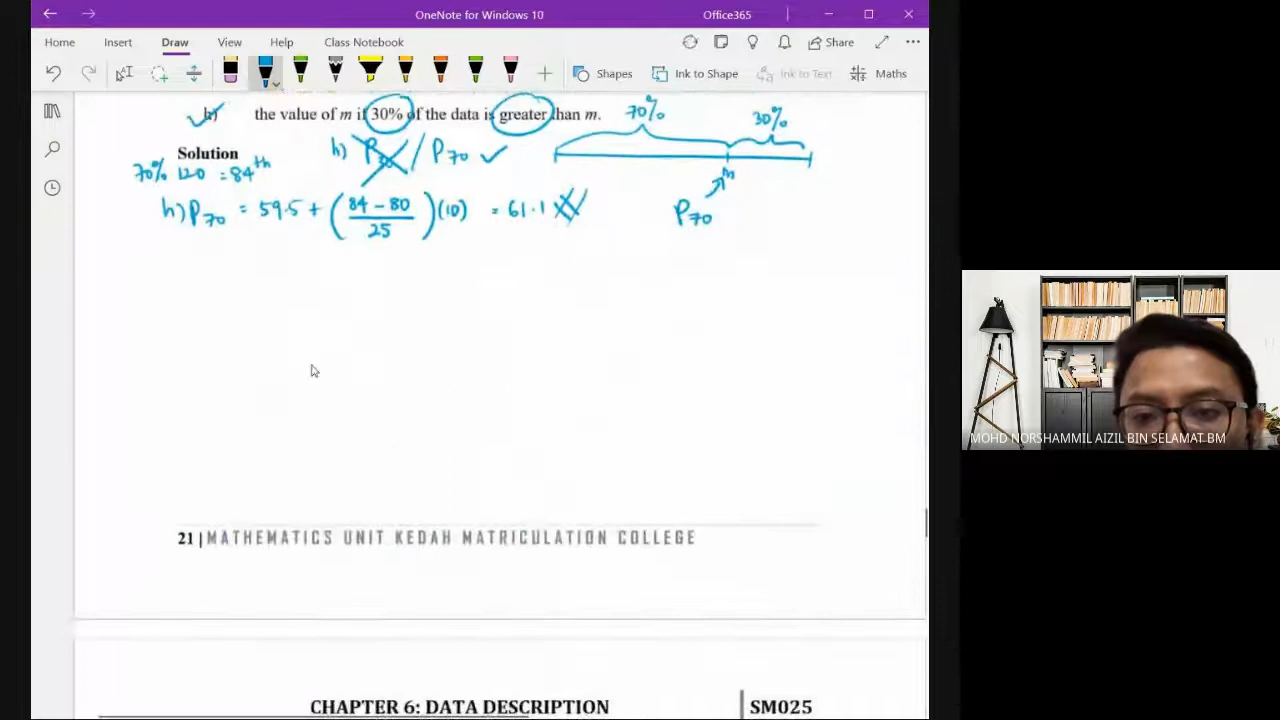 OneNote for Windows 10
Office365
Home Insert Draw View Help Class Notebook
Share
Shapes Ink to Shape Ink to Text Maths
h) the value of m if 30% of the data is greater than m.
70% 30%
Solution
h) P30 / P70 ✓
70% 120 = 84th
m
h) P70 = 59.5 + ( 84 - 80 / 25 ) (10) = 61.1
P70
21 | MATHEMATICS UNIT KEDAH MATRICULATION COLLEGE
CHAPTER 6: DATA DESCRIPTION SM025
MOHD NORSHAMMIL AIZIL BIN SELAMAT BM